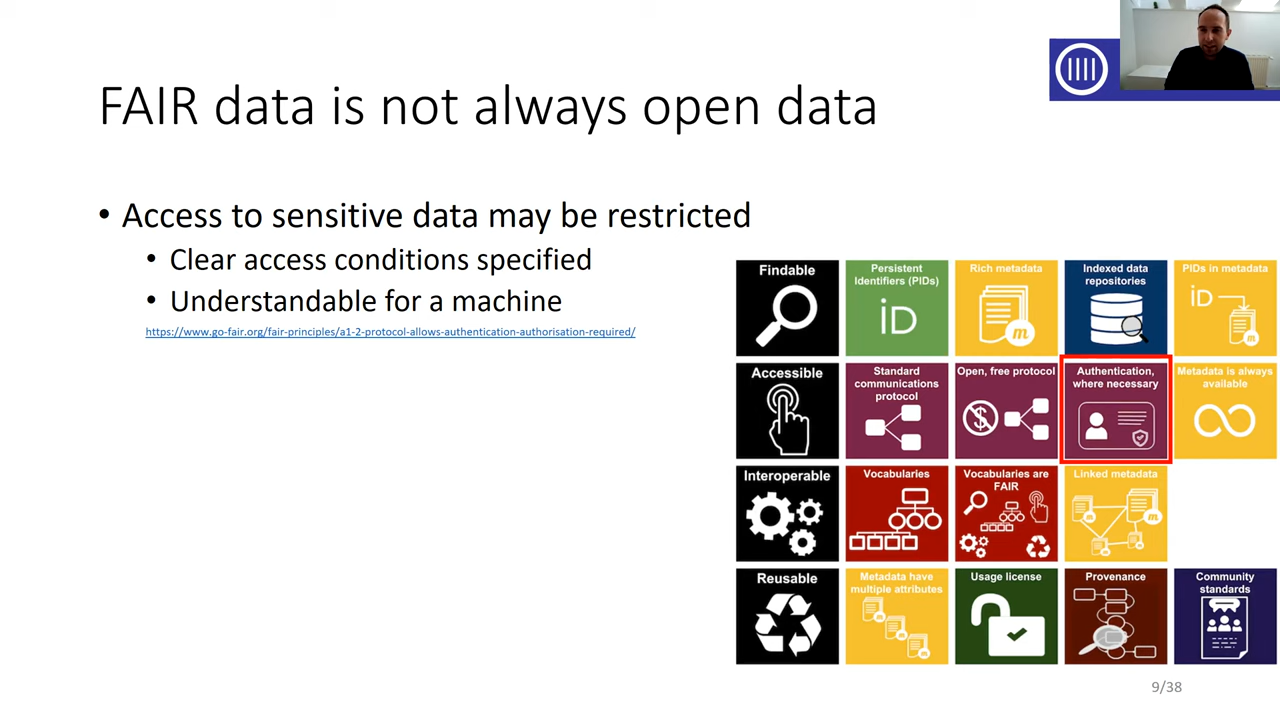 FAIR data is not always open data
• Access to sensitive data may be restricted
• Clear access conditions specified
• Understandable for a machine
https://www.go-fair.org/fair-principles/a1-2-protocol-allows-authentication-authorisation-required/
Findable
Persistent
Identifiers (PIDs)
iD
Rich metadata
m
Indexed data
repositories
PIDs in metadata
iD
m
Accessible
Standard
communications
protocol
Open, free protocol
$
Authentication,
where necessary
Metadata is always
available
Interoperable
Vocabularies
Vocabularies are
FAIR
Linked metadata
m
Reusable
Metadata have
multiple attributes
Usage license
Provenance
Community
standards
9/38